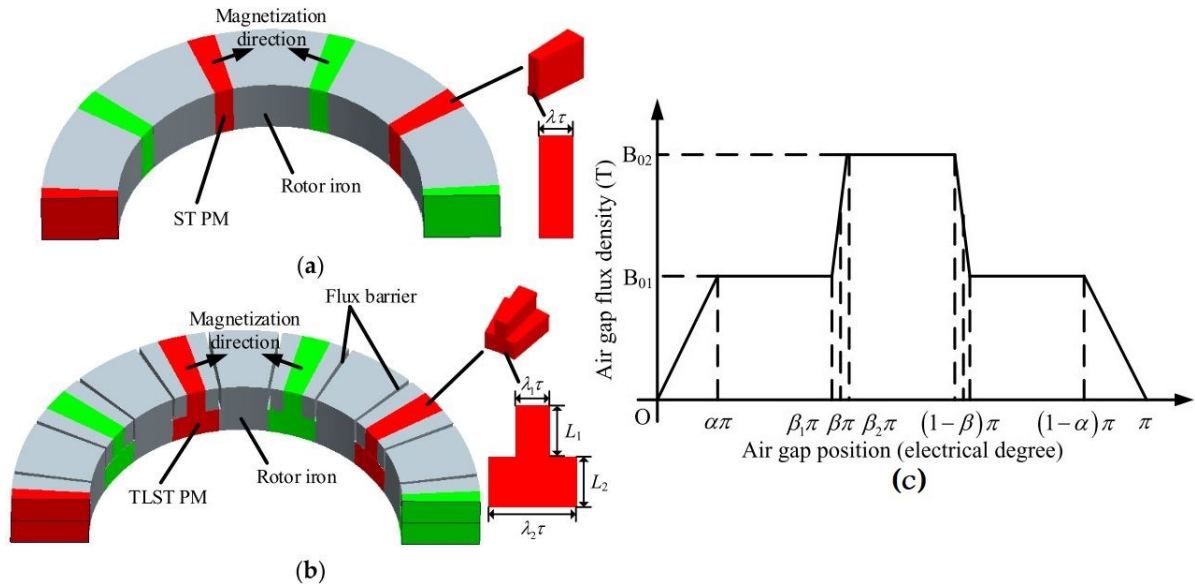 Magnetization
direction
λτ
Rotor iron
ST PM
(a)
Flux barrier
Magnetization
direction
λ₁τ
L₁
L₂
Rotor iron
TLST PM
λ₂τ
(b)
Air gap flux density (T)
B₀₂
B₀₁
O
απ
β₁π
βπ
β₂π
(1−β)π
(1−α)π
π
Air gap position (electrical degree)
(c)